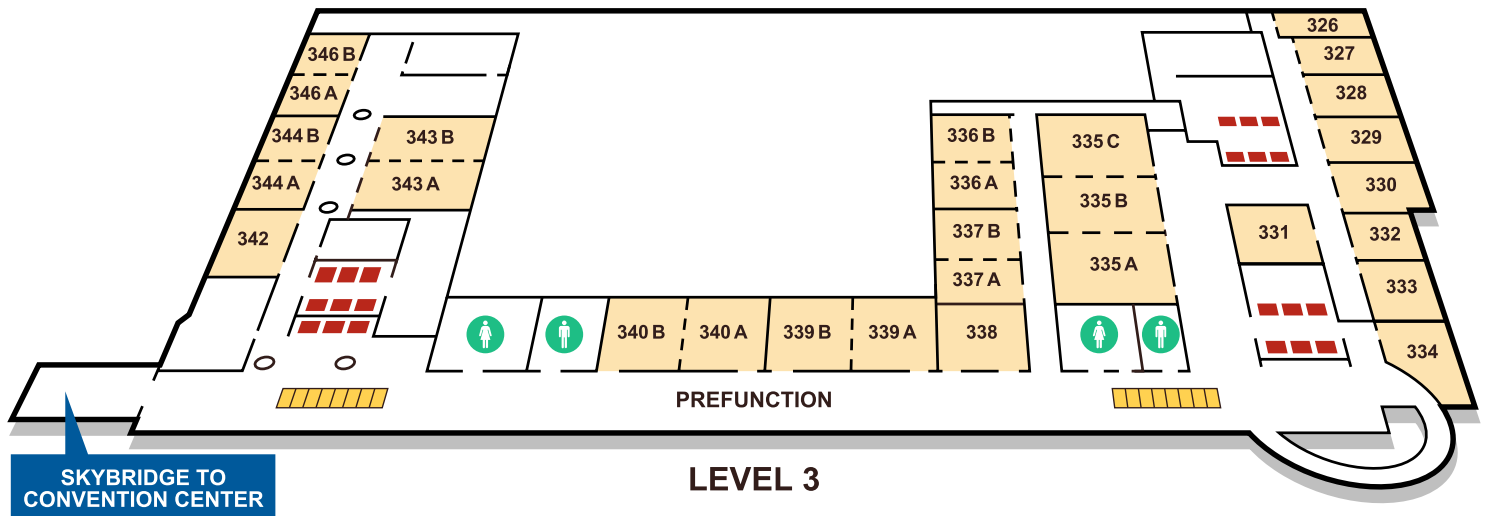 326
346 B
327
346 A
328
344 B
343 B
336 B
335 C
329
344 A
343 A
336 A
330
335 B
342
337 B
331
332
335 A
337 A
333
340 B
340 A
339 B
339 A
338
334
PREFUNCTION
SKYBRIDGE TO
CONVENTION CENTER
LEVEL 3